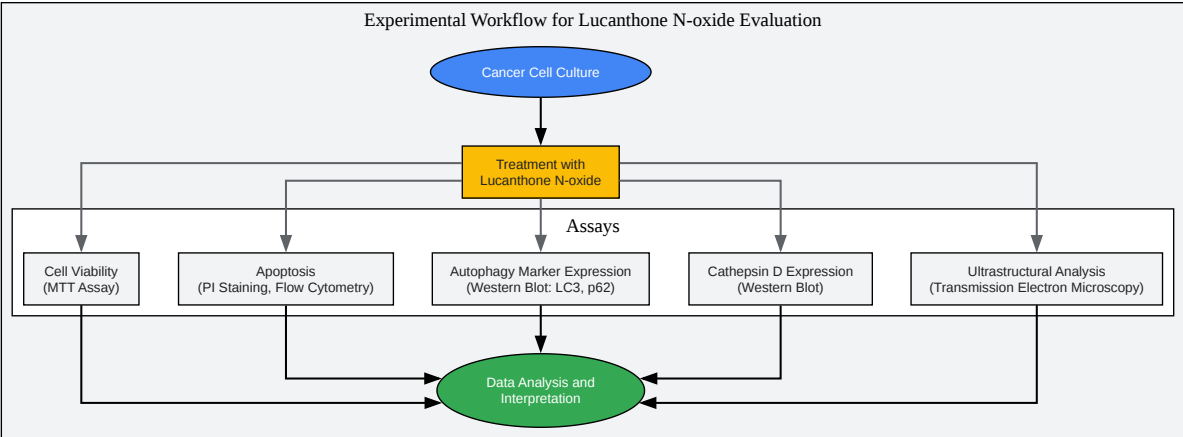 Experimental Workflow for Lucanthone N-oxide Evaluation
Cancer Cell Culture
Treatment with
Lucanthone N-oxide
Assays
Cell Viability
(MTT Assay)
Apoptosis
(PI Staining, Flow Cytometry)
Autophagy Marker Expression
(Western Blot: LC3, p62)
Cathepsin D Expression
(Western Blot)
Ultrastructural Analysis
(Transmission Electron Microscopy)
Data Analysis and
Interpretation